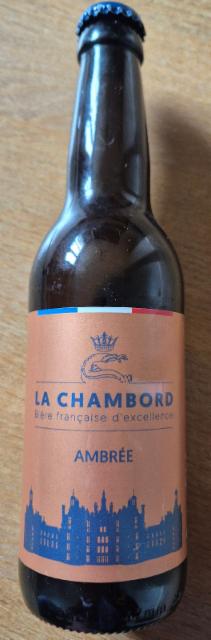 LA CHAMBORD
Bière française d'excellence
AMBRÉE